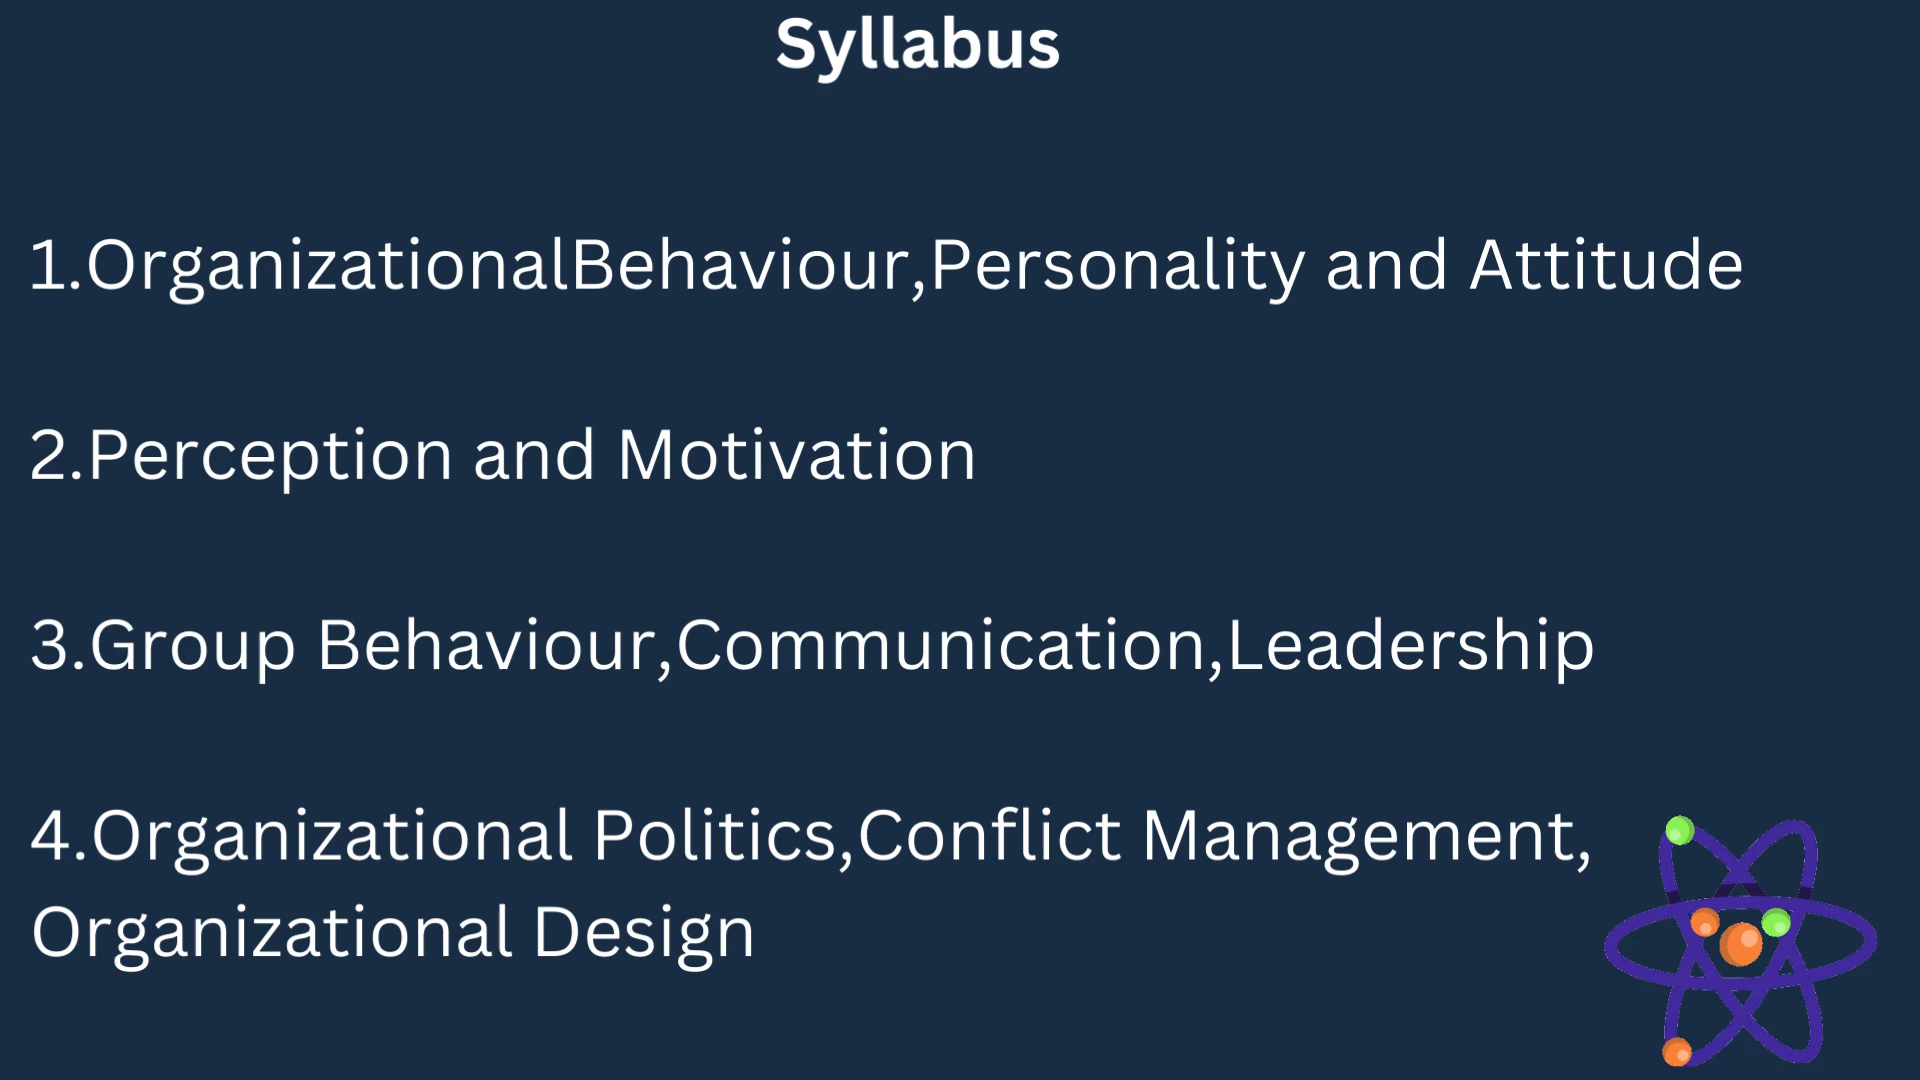 Syllabus
1.OrganizationalBehaviour,Personality and Attitude
2.Perception and Motivation
3.Group Behaviour,Communication,Leadership
4.Organizational Politics,Conflict Management,
Organizational Design